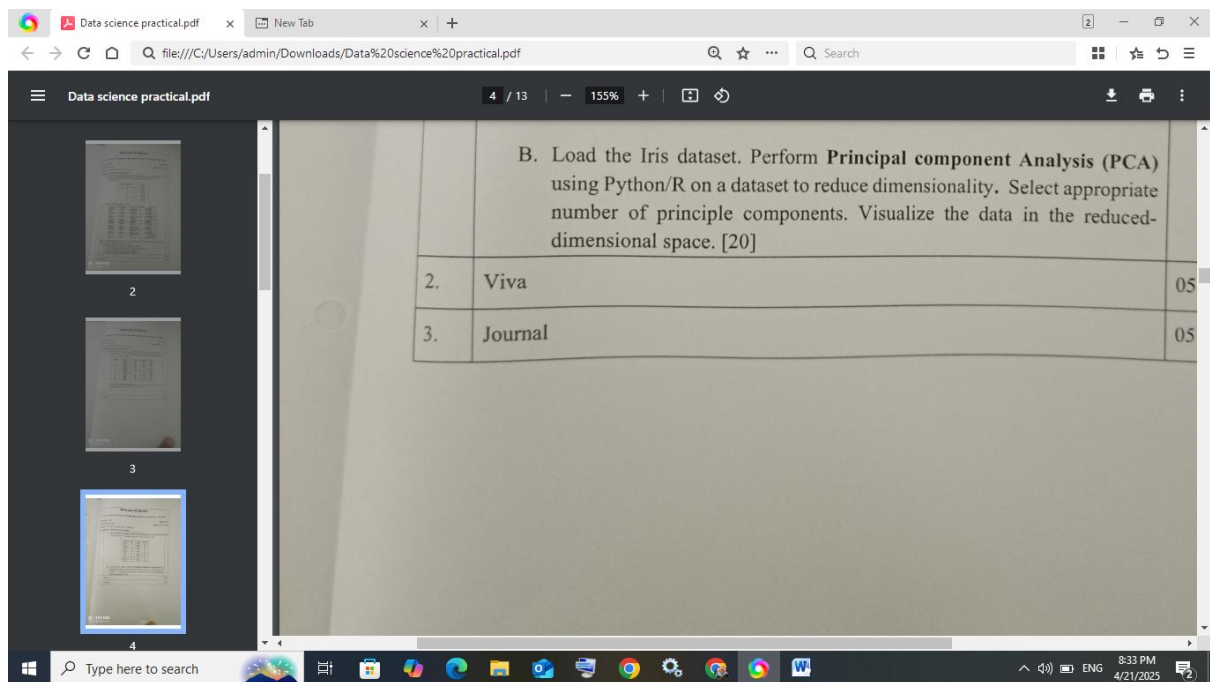 Data science practical.pdf
New Tab
2
file:///C:/Users/admin/Downloads/Data%20science%20practical.pdf
Search
Data science practical.pdf
4 / 13
155%
B. Load the Iris dataset. Perform Principal component Analysis (PCA)
using Python/R on a dataset to reduce dimensionality. Select appropriate
number of principle components. Visualize the data in the reduced-
dimensional space. [20]
2. Viva 05
3. Journal 05
2
3
4
Type here to search
ENG
8:33 PM
4/21/2025
2